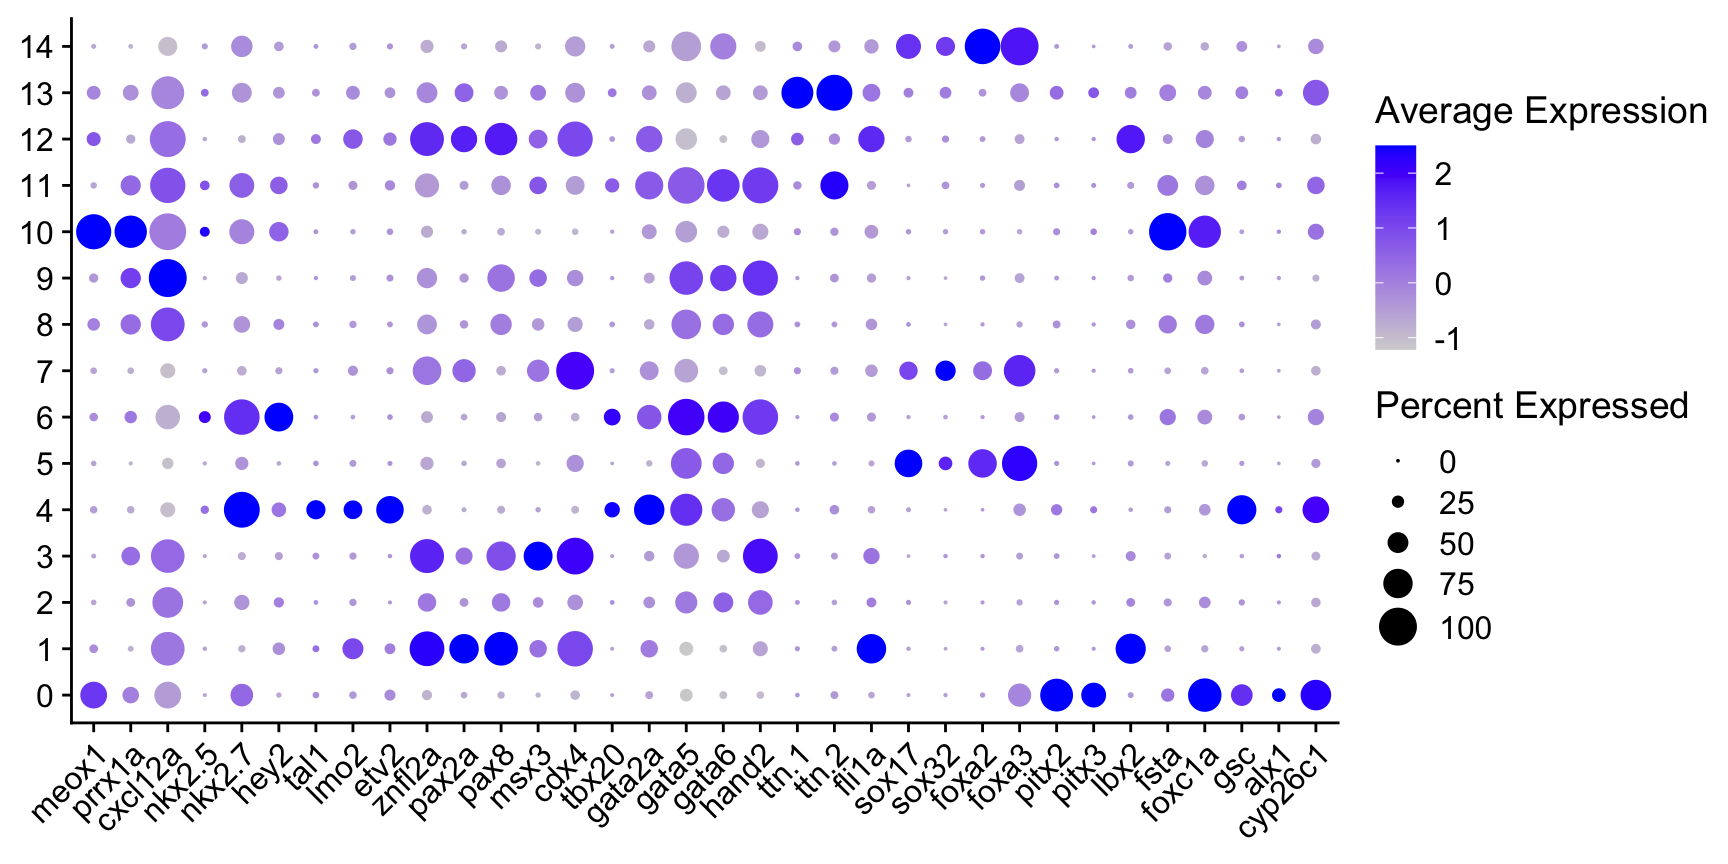 14
13
12
11
10
9
8
7
6
5
4
3
2
1
0
meox1
prrx1a
cxcl12a
nkx2.5
nkx2.7
hey2
tal1
lmo2
etv2
znfl2a
pax2a
pax8
msx3
cdx4
tbx20
gata2a
gata5
gata6
hand2
ttn.1
ttn.2
fli1a
sox17
sox32
foxa2
foxa3
pitx2
pitx3
lbx2
fsta
foxc1a
gsc
alx1
cyp26c1
Average Expression
2
1
0
-1
Percent Expressed
0
25
50
75
100